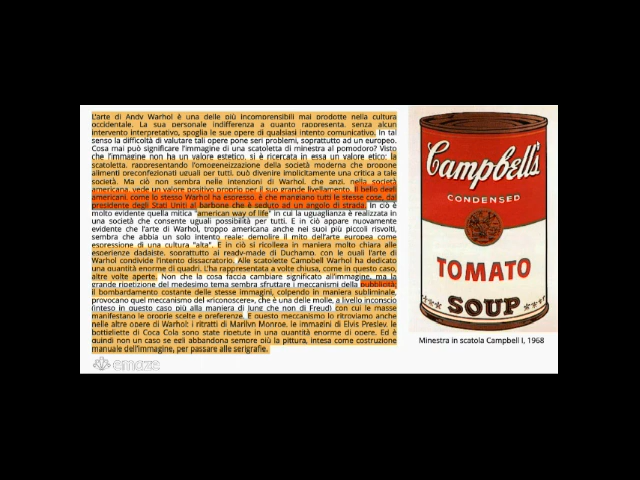 L'arte di Andy Warhol è una delle più incomprensibili mai prodotte nella cultura
occidentale. La sua personale indifferenza a quanto rappresenta, senza alcun
intervento interpretativo, spoglia le sue opere di qualsiasi intento comunicativo. In tal
senso la difficoltà di valutare tali opere pone seri problemi, soprattutto ad un europeo.
Cosa mai può significare l'immagine di una scatoletta di minestra al pomodoro? Visto
che l'immagine non ha un valore estetico, si è ricercata in essa un valore etico: la
scatoletta, rappresentando l'omogeneizzazione della società moderna che propone
alimenti preconfezionati uguali per tutti, può divenire implicitamente una critica a tale
società. Ma ciò non sembra nelle intenzioni di Warhol, che anzi, nella società
americana, vede un valore positivo proprio per il suo grande livellamento. Il bello degli
americani, come lo stesso Warhol ha espresso, è che mangiano tutti le stesse cose, dal
presidente degli Stati Uniti al barbone che è seduto ad un angolo di strada. In ciò è
molto evidente quella mitica "american way of life" in cui la uguaglianza è realizzata in
una società che consente uguali possibilità per tutti. E in ciò appare nuovamente
evidente che l'arte di Warhol, troppo americana anche nei suoi più piccoli risvolti,
sembra che abbia un solo intento reale: demolire il mito dell'arte europea come
espressione di una cultura "alta". E in ciò si ricollega in maniera molto chiara alle
esperienze dadaiste, soprattutto ai ready-made di Duchamp, con le quali l'arte di
Warhol condivide l'intento dissacratorio. Alle scatolette Campbell Warhol ha dedicato
una quantità enorme di quadri. L'ha rappresentata a volte chiusa, come in questo caso,
altre volte aperte. Non che la cosa faccia cambiare significato all'immagine, ma la
grande ripetizione del medesimo tema sembra sfruttare i meccanismi della pubblicità:
il bombardamento costante delle stesse immagini, colpendo in maniera subliminale,
provocano quel meccanismo del «riconoscere», che è una delle molle, a livello inconscio
(inteso in questo caso più alla maniera di Jung che non di Freud) con cui le masse
manifestano le proprie scelte e preferenze. E questo meccanismo lo ritroviamo anche
nelle altre opere di Warhol: i ritratti di Marilyn Monroe, le immagini di Elvis Presley, le
bottigliette di Coca Cola sono state ripetute in una quantità enorme di opere. Ed è
quindi non un caso se egli abbandona sempre più la pittura, intesa come costruzione
manuale dell'immagine, per passare alle serigrafie.
emaze
Campbell's
CONDENSED
TOMATO
SOUP
Minestra in scatola Campbell I, 1968